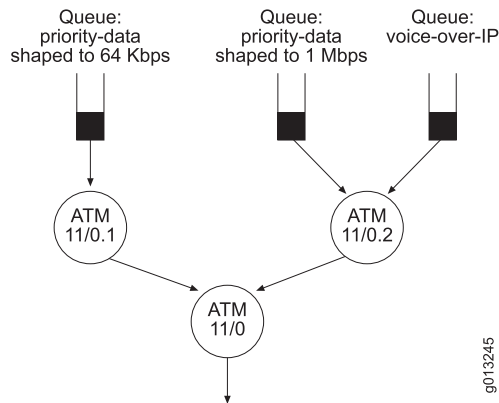 Queue:
priority-data
shaped to 64 Kbps
Queue:
priority-data
shaped to 1 Mbps
Queue:
voice-over-IP
ATM
11/0.1
ATM
11/0.2
ATM
11/0
g013245